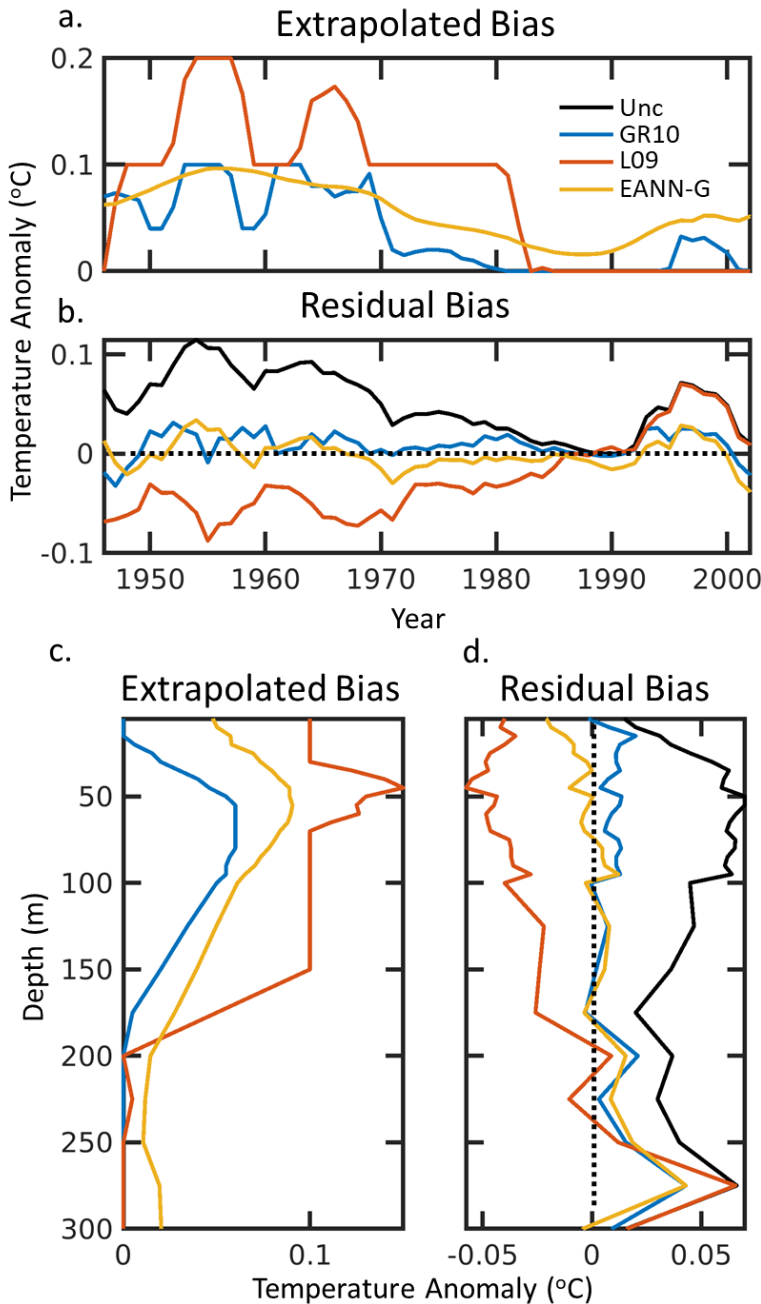 a.
Extrapolated Bias
0.2
0.1
0
Unc
GR10
L09
EANN-G
b.
Residual Bias
0.1
0
-0.1
Temperature Anomaly (°C)
1950 1960 1970 1980 1990 2000
Year
c.
Extrapolated Bias
d.
Residual Bias
50
100
150
200
250
300
Depth (m)
0 0.1
-0.05 0 0.05
Temperature Anomaly (°C)